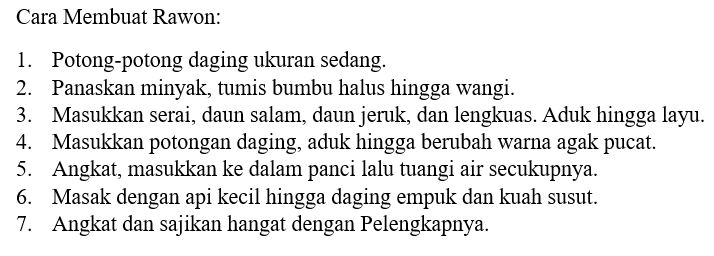 Cara Membuat Rawon:
1. Potong-potong daging ukuran sedang.
2. Panaskan minyak, tumis bumbu halus hingga wangi.
3. Masukkan serai, daun salam, daun jeruk, dan lengkuas. Aduk hingga layu.
4. Masukkan potongan daging, aduk hingga berubah warna agak pucat.
5. Angkat, masukkan ke dalam panci lalu tuangi air secukupnya.
6. Masak dengan api kecil hingga daging empuk dan kuah susut.
7. Angkat dan sajikan hangat dengan Pelengkapnya.